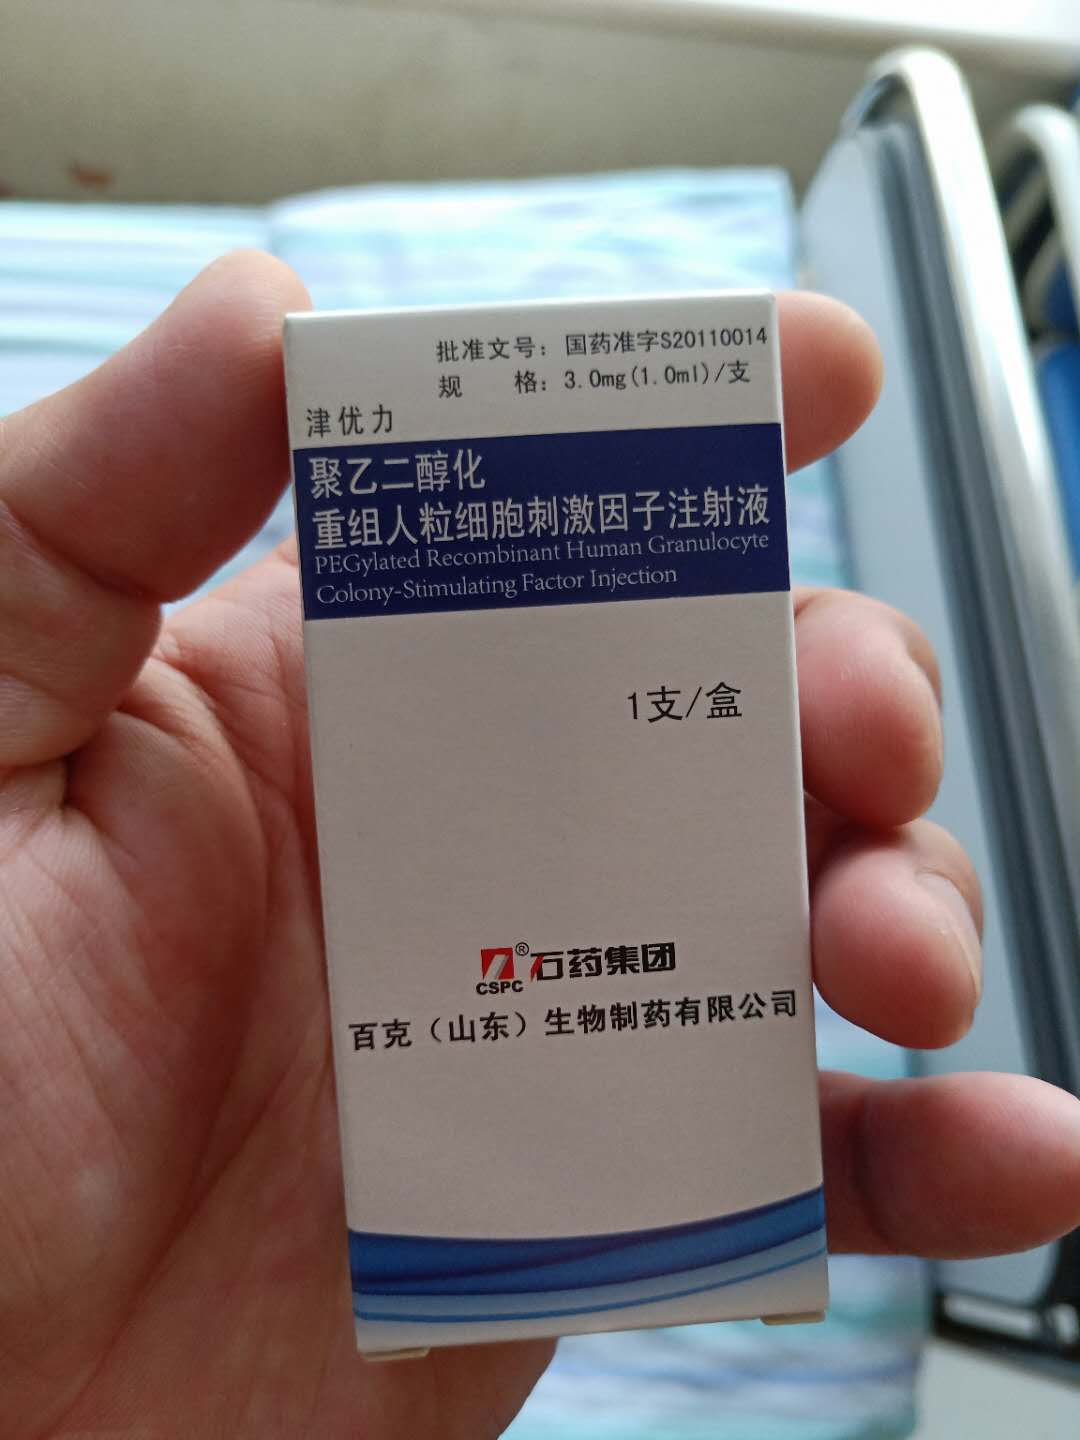 批准文号：国药准字S20110014
规 格：3.0mg(1.0ml)/支
津优力
聚乙二醇化
重组人粒细胞刺激因子注射液
PEGylated Recombinant Human Granulocyte
Colony-Stimulating Factor Injection
1支/盒
CSPC®石药集团
百克（山东）生物制药有限公司